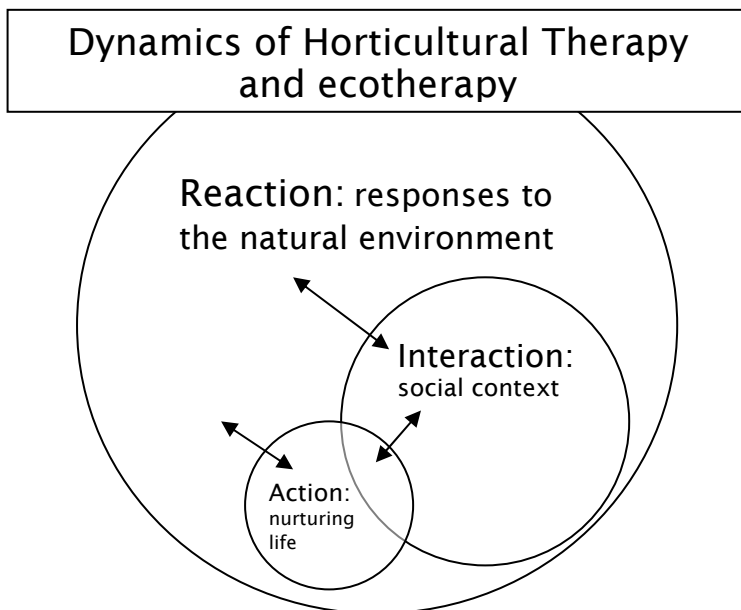 Dynamics of Horticultural Therapy
and ecotherapy
Reaction: responses to
the natural environment
Interaction:
social context
Action:
nurturing
life